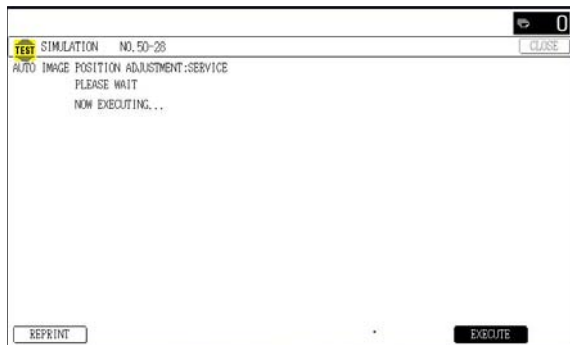 0
TEST SIMULATION NO.50-28 CLOSE
AUTO IMAGE POSITION ADJUSTMENT:SERVICE
PLEASE WAIT
NOW EXECUTING...
REPRINT EXECUTE